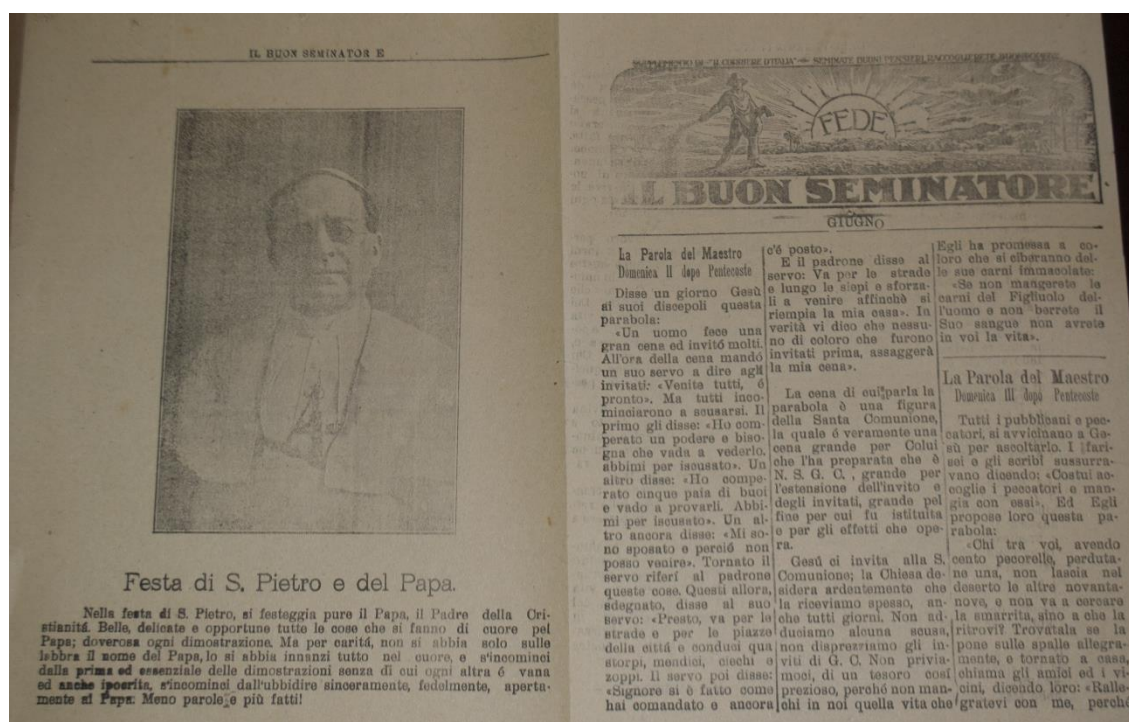 IL BUON SEMINATOR E
Festa di S. Pietro e del Papa.
Nella festa di S. Pietro, si festeggia pure il Papa, il Padre della Cri-
stianitá. Belle, delicate e opportune tutte le cose che si fanno di cuore pel
Papa; doverosa ogni dimostrazione. Ma per caritá, non si abbia solo sulle
labbra il nome del Papa, lo si abbia innanzi tutto nel cuore, e s'incominci
dalla prima ed essenziale delle dimostrazioni senza di cui ogni altra é vana
ed anche ipocrita, s'incominci dall'ubbidire sinceramente, fedelmente, aperta-
mente al Papa: Meno parole e più fatti!
SUPPLEMENTO DI "IL CORRIERE D'ITALIA" — SEMINATE BUONI PENSIERI RACCOGLIERETE
FEDE
IL BUON SEMINATORE
GIUGNO
La Parola del Maestro
Domenica II dopo Pentecoste
Disse un giorno Gesù
ai suoi discepoli questa
parabola:
«Un uomo fece una
gran cena ed invitó molti.
All'ora della cena mandó
un suo servo a dire agli
invitati: «Venite tutti, é
pronto». Ma tutti inco-
minciarono a scusarsi. Il
primo gli disse: «Ho com-
perato un podere e biso-
gna che vada a vederlo,
abbimi per iscusato». Un
altro disse: «Ho compe-
rato cinque paia di buoi
e vado a provarli. Abbi-
mi per iscusato». Un al-
tro ancora disse: «Mi so-
no sposato e perció non
posso venire». Tornato il
servo riferí al padrone
queste cose. Questi allora,
sdegnato, disse al suo
servo: «Presto, va per le
strade e per le piazze
della cittá e conduci qua
storpi, mendici, ciechi e
zoppi. Il servo poi disse:
«Signore si è fatto come
hai comandato e ancora
c'é posto».
E il padrone disse al
servo: Va per le strade
e lungo le siepi e sforza-
li a venire affinchè si
riempia la mia casa». In
verità vi dico che nessu-
no di coloro che furono
invitati prima, assaggerà
la mia cena».
La cena di cui parla la
parabola è una figura
della Santa Comunione,
la quale é veramente una
cena grande per Colui
che l'ha preparata che è
N. S. G. C. , grande per
l'estensione dell'invito e
degli invitati, grande pel
fine per cui fu istituita
e per gli effetti che ope-
ra.
Gesú ci invita alla S.
Comunione; la Chiesa de-
sidera ardentemente che
la riceviamo spesso, an-
che tutti giorni. Non ad-
duciamo alcuna scusa,
non disprezziamo gli in-
viti di G. C. Non privia-
moci, di un tesoro cosí
prezioso, perché non man-
chi in noi quella vita che
Egli ha promessa a co-
loro che si ciberanno del-
le sue carni immacolate:
«Se non mangerete le
carni del Figliuolo del-
l'uomo e non berrete il
Suo sangue non avrete
in voi la vita».
La Parola del Maestro
Domenica III dopo Pentecoste
Tutti i pubblicani e pec-
catori, si avvicinano a Ge-
sù per ascoltarlo. I fari-
sei e gli scribi sussurra-
vano dicendo: «Costui ac-
coglie i peccatori e man-
gia con essi». Ed Egli
propose loro questa pa-
rabola:
«Chi tra voi, avendo
cento pecorelle, perduta-
ne una, non lascia nel
deserto le altre novanta-
nove, e non va a cercare
la smarrita, sino a che la
ritrovi? Trovatala se la
pone sulle spalle allegra-
mente, e tornato a casa,
chiama gli amici ed i vi-
cini, dicendo loro: «Ralle-
gratevi con me, perché